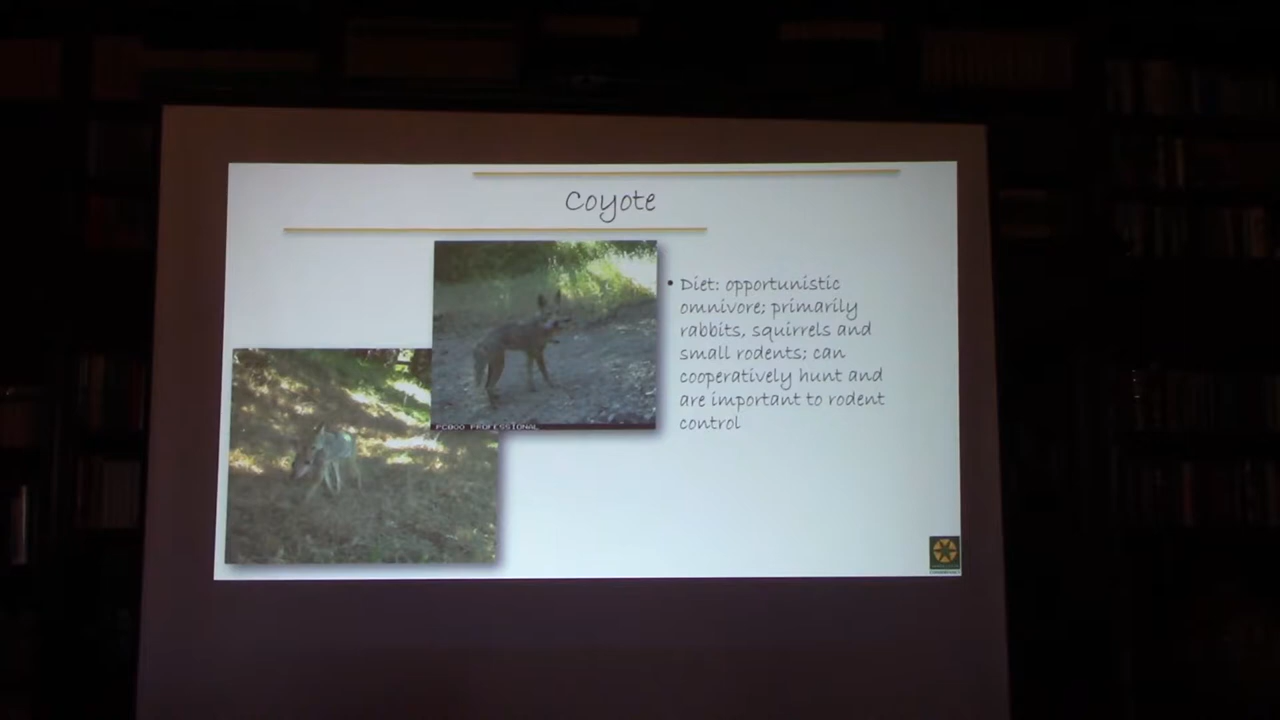 Coyote
• Diet: opportunistic
omnivore; primarily
rabbits, squirrels and
small rodents; can
cooperatively hunt and
are important to rodent
control
PC800 PROFESSIONAL